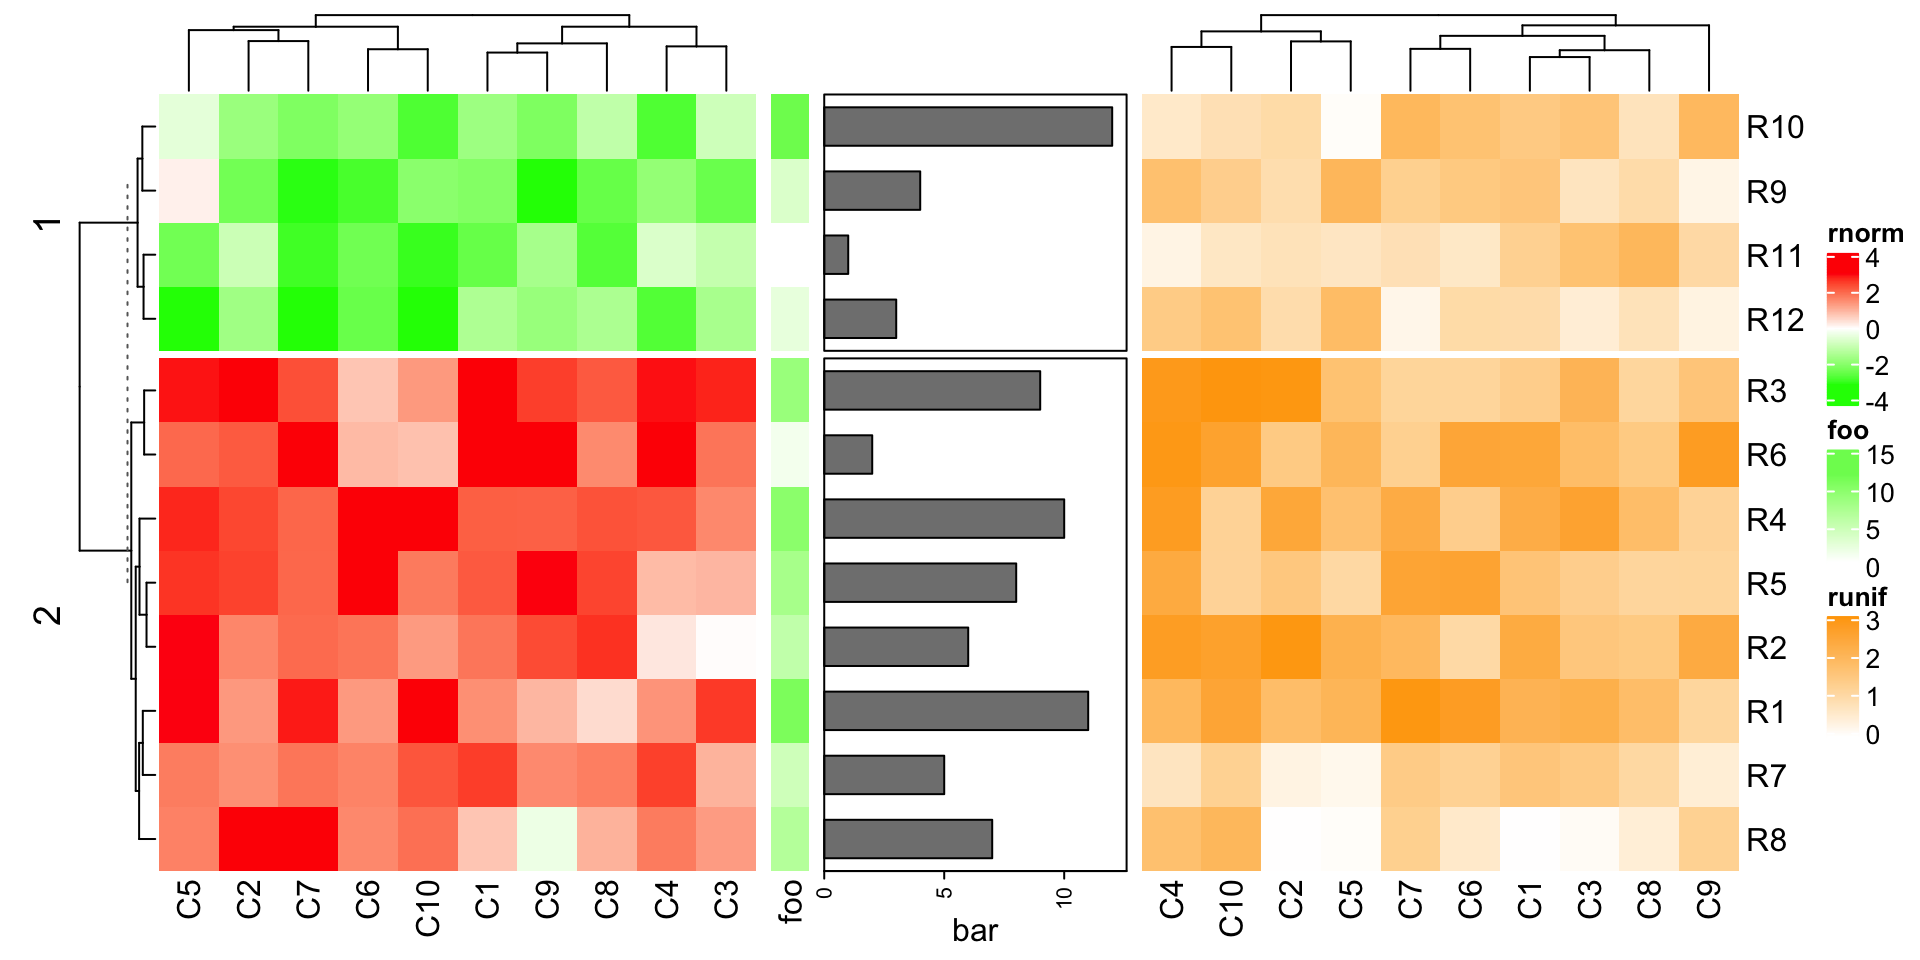 1
2
R10
R9
R11
R12
R3
R6
R4
R5
R2
R1
R7
R8
C5 C2 C7 C6 C10 C1 C9 C8 C4 C3
foo
0 5 10
bar
C4 C10 C2 C5 C7 C6 C1 C3 C8 C9
rnorm
4
2
0
-2
-4
foo
15
10
5
0
runif
3
2
1
0